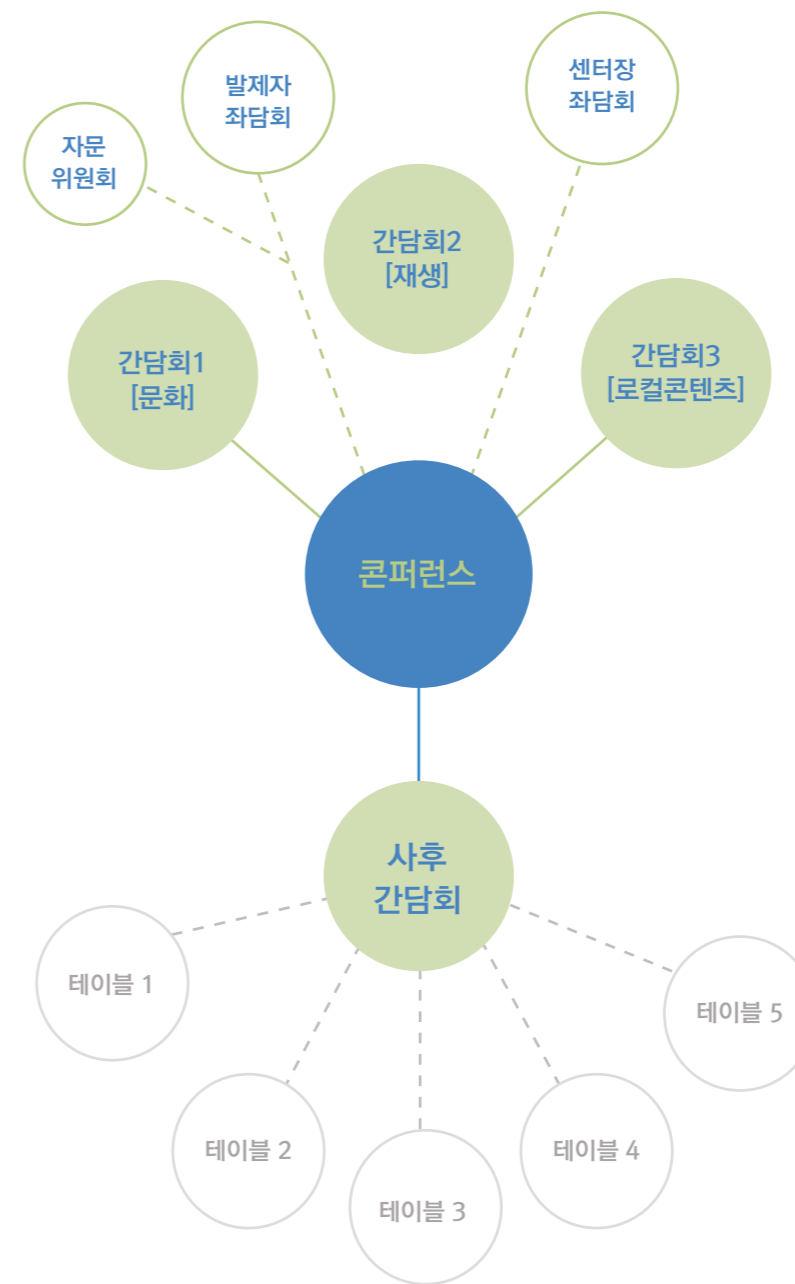 발제자
좌담회
센터장
좌담회
자문
위원회
간담회2
[재생]
간담회1
[문화]
간담회3
[로컬콘텐츠]
콘퍼런스
사후
간담회
테이블 1
테이블 5
테이블 2
테이블 4
테이블 3